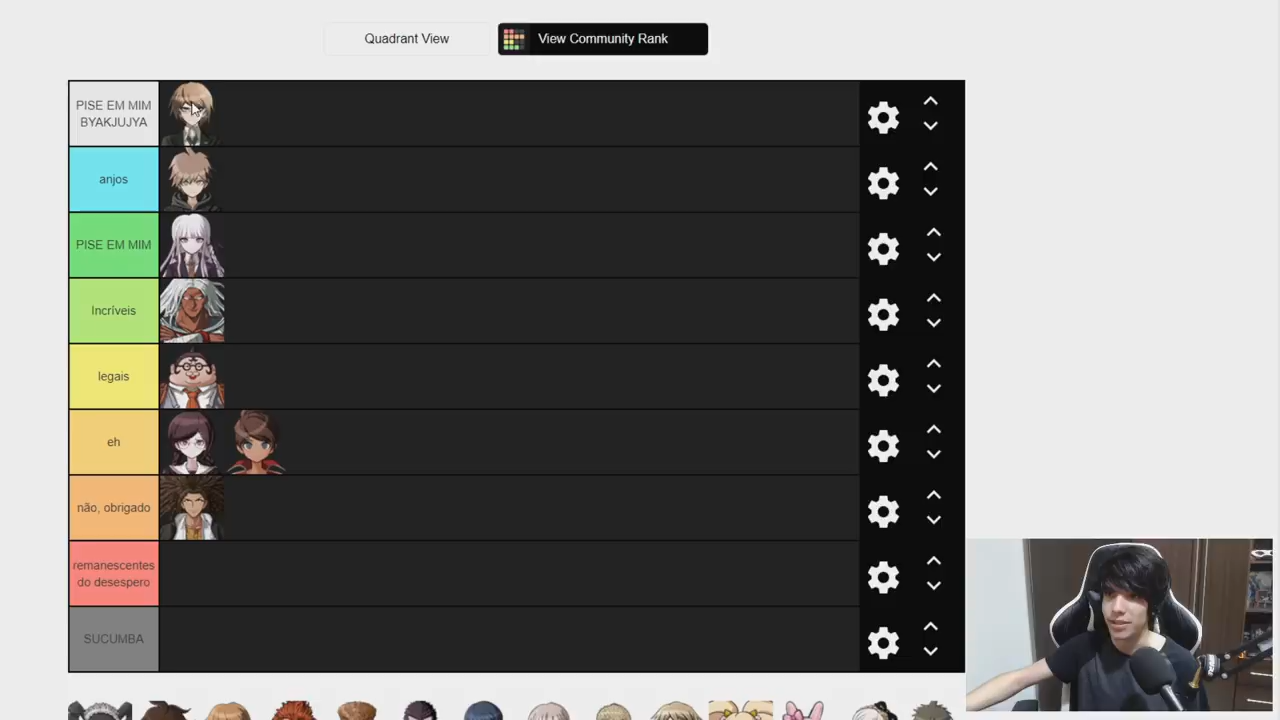 Quadrant View
View Community Rank
PISE EM MIM
BYAKJUJYA
anjos
PISE EM MIM
Incríveis
legais
eh
não, obrigado
remanescentes
do desespero
SUCUMBA